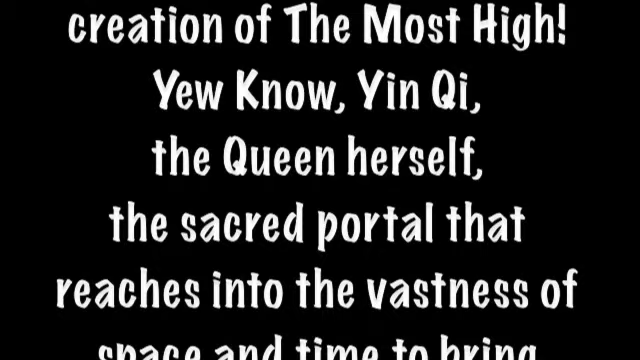 creation of The Most High!
Yew Know, Yin Qi,
the Queen herself,
the sacred portal that
reaches into the vastness of
space and time to bring